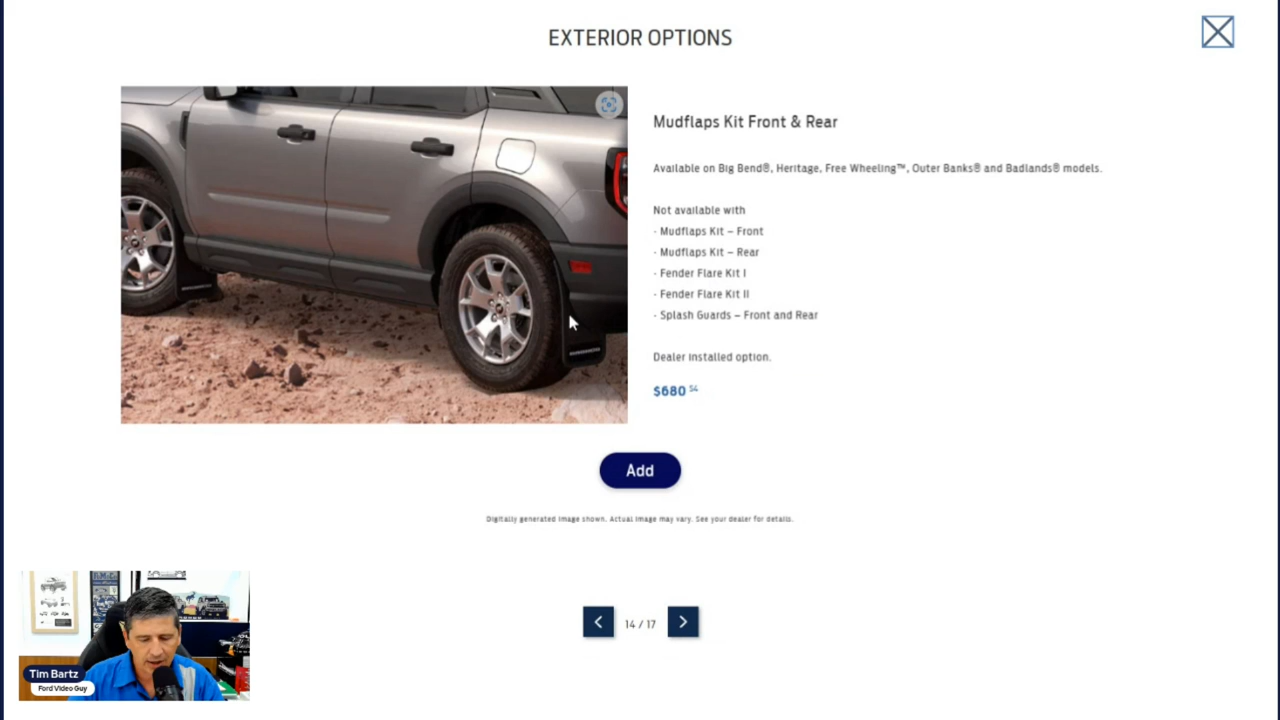 EXTERIOR OPTIONS
Mudflaps Kit Front & Rear
Available on Big Bend®, Heritage, Free Wheeling™, Outer Banks® and Badlands® models.
Not available with
· Mudflaps Kit – Front
· Mudflaps Kit – Rear
· Fender Flare Kit I
· Fender Flare Kit II
· Splash Guards – Front and Rear
Dealer installed option.
$680 54
Add
Digitally generated image shown. Actual image may vary. See your dealer for details.
14 / 17
Tim Bartz
Ford Video Guy